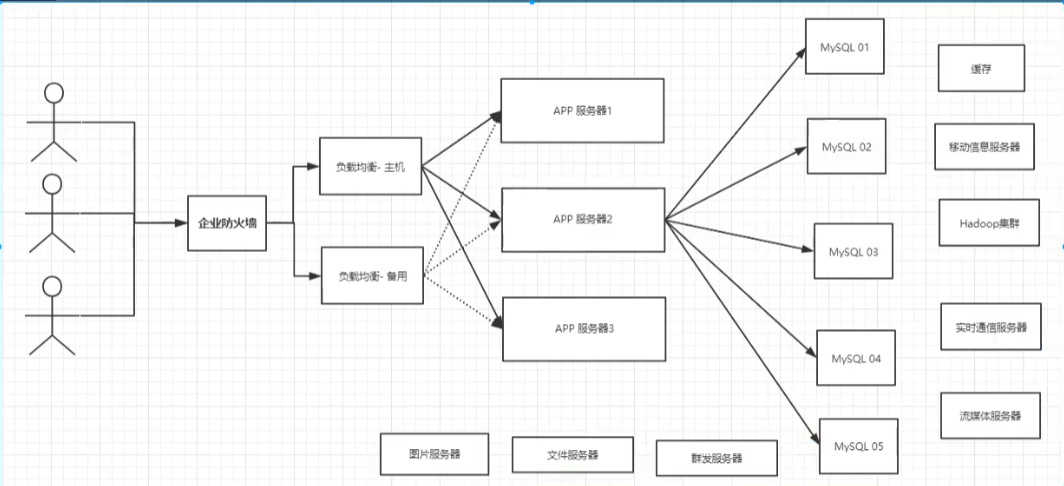 企业防火墙
负载均衡- 主机
负载均衡- 备用
APP 服务器1
APP 服务器2
APP 服务器3
MySQL 01
MySQL 02
MySQL 03
MySQL 04
MySQL 05
缓存
移动信息服务器
Hadoop集群
实时通信服务器
流媒体服务器
图片服务器
文件服务器
群发服务器